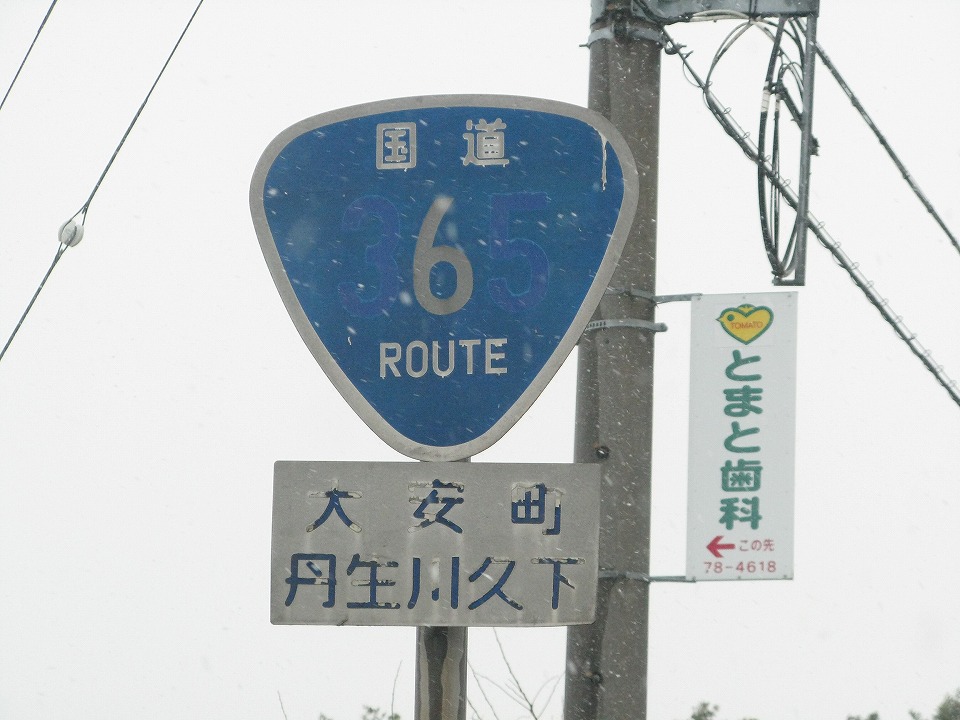 国道
365
ROUTE
大安町
丹生川久下
TOMATO
とまと歯科
この先
78-4618